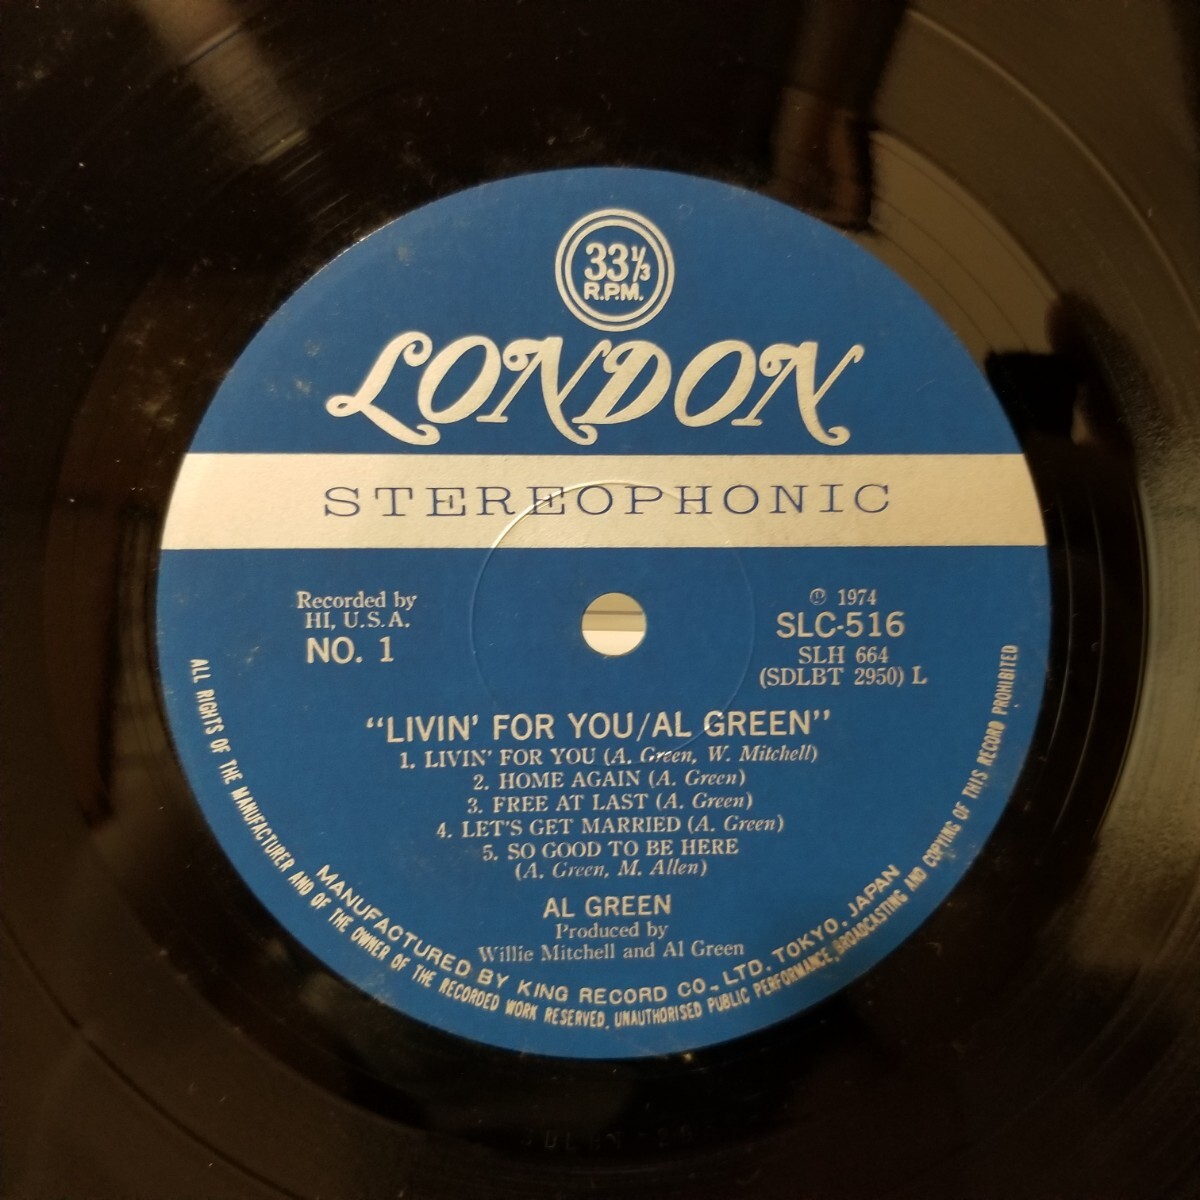 33⅓
R.P.M.
LONDON
STEREOPHONIC
Recorded by
HI, U.S.A.
NO. 1
Ⓟ 1974
SLC-516
SLH 664
(SDLBT 2950) L
"LIVIN' FOR YOU/AL GREEN"
1. LIVIN' FOR YOU (A. Green, W. Mitchell)
2. HOME AGAIN (A. Green)
3. FREE AT LAST (A. Green)
4. LET'S GET MARRIED (A. Green)
5. SO GOOD TO BE HERE
(A. Green, M. Allen)
AL GREEN
Produced by
Willie Mitchell and Al Green
MANUFACTURED BY KING RECORD CO., LTD. TOKYO, JAPAN
ALL RIGHTS OF THE MANUFACTURER AND OF THE OWNER OF THE RECORDED WORK RESERVED. UNAUTHORISED PUBLIC PERFORMANCE, BROADCASTING AND COPYING OF THIS RECORD PROHIBITED